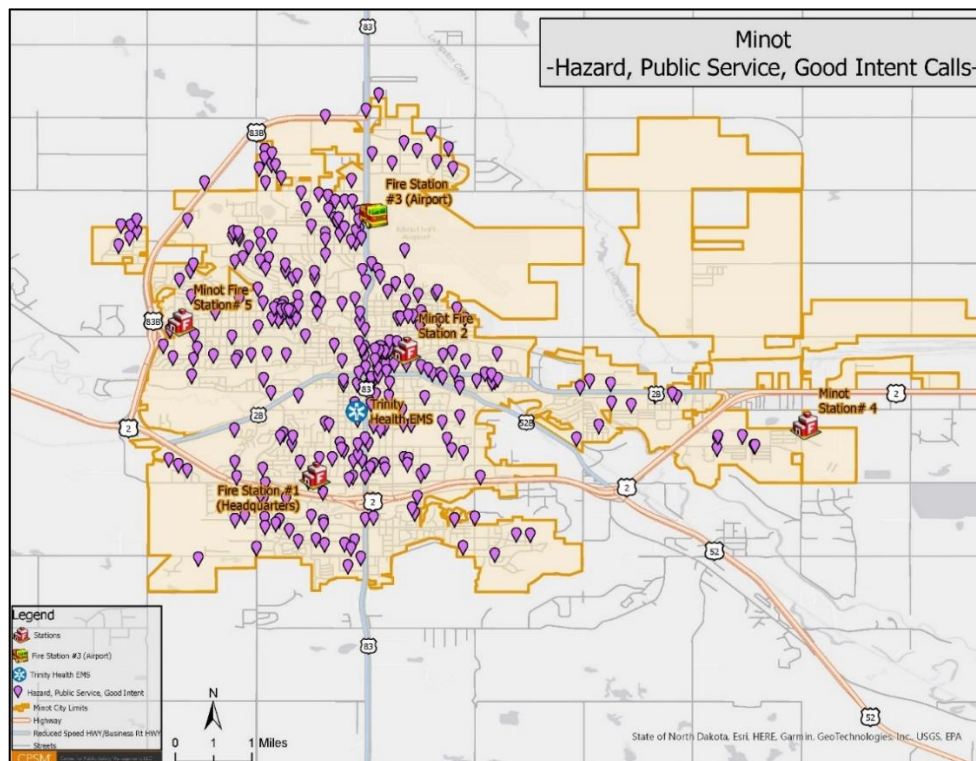 Minot
-Hazard, Public Service, Good Intent Calls-
83
83B
Fire Station
#3 (Airport)
Minot Fire
Station# 5
83B
Minot Fire
Station 2
83
2B
2
Minot
Station# 4
Trinity
Health EMS
2
2B
52B
2
Fire Station #1
(Headquarters)
2
52
83
52
Legend
Stations
Fire Station #3 (Airport)
Trinity Health EMS
Hazard, Public Service, Good Intent
Minot City Limits
Highway
Reduced Speed HWY/Business Rt HWY
Streets
CPSM
N
0 1 1 Miles
State of North Dakota, Esri, HERE, Garmin, GeoTechnologies, Inc., USGS, EPA